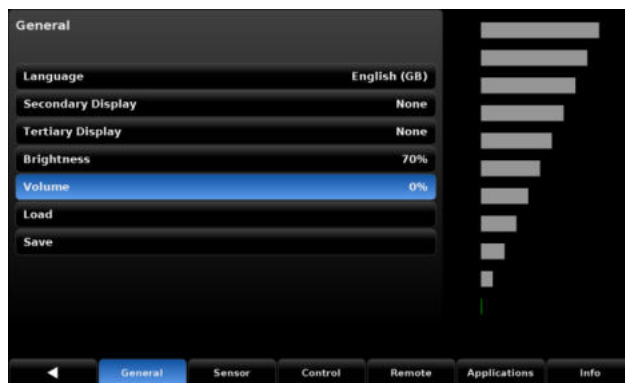 General
Language English (GB)
Secondary Display None
Tertiary Display None
Brightness 70%
Volume 0%
Load
Save
General Sensor Control Remote Applications Info